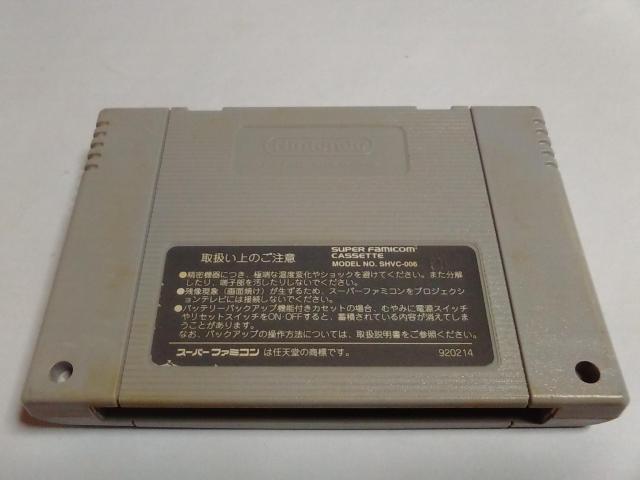 Nintendo
取扱い上のご注意
SUPER FAMICOM
CASSETTE
MODEL NO. SHVC-006
●精密機器につき、極端な温度変化やショックを避けてください。また分解
したり、端子部を汚したりしないでください。
●残像現象（画面焼け）が生ずるため、スーパーファミコンをプロジェクシ
ョンテレビには接続しないでください。
●バッテリーバックアップ機能付きカセットの場合、むやみに電源スイッチ
やリセットスイッチをON・OFFすると、蓄積されている内容が消えてしま
うことがあります。
なお、バックアップの操作方法については、取扱説明書をご参照ください。
スーパーファミコン は任天堂の商標です。
920214